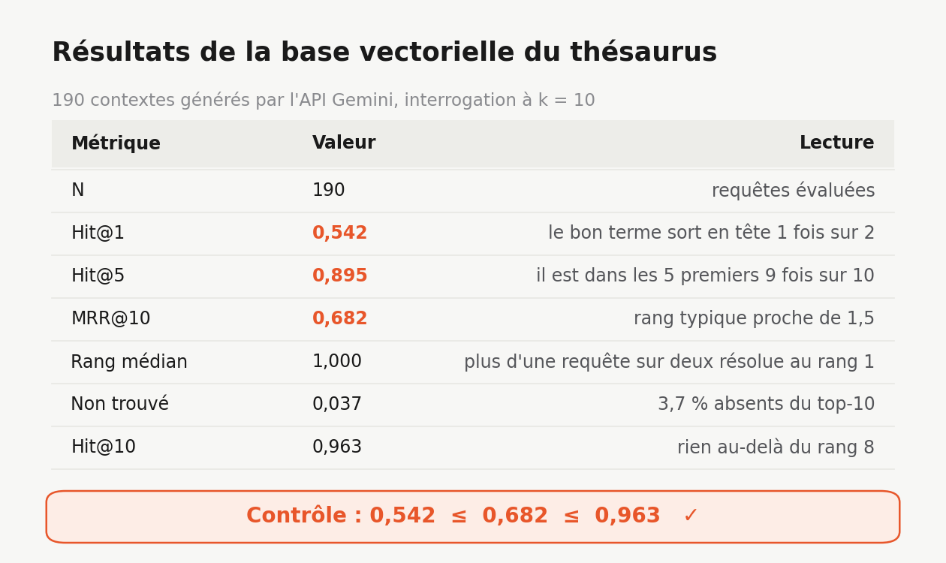 Résultats de la base vectorielle du thésaurus
190 contextes générés par l'API Gemini, interrogation à k = 10
Métrique Valeur Lecture
N 190 requêtes évaluées
Hit@1 0,542 le bon terme sort en tête 1 fois sur 2
Hit@5 0,895 il est dans les 5 premiers 9 fois sur 10
MRR@10 0,682 rang typique proche de 1,5
Rang médian 1,000 plus d'une requête sur deux résolue au rang 1
Non trouvé 0,037 3,7 % absents du top-10
Hit@10 0,963 rien au-delà du rang 8
Contrôle : 0,542 ≤ 0,682 ≤ 0,963 ✓